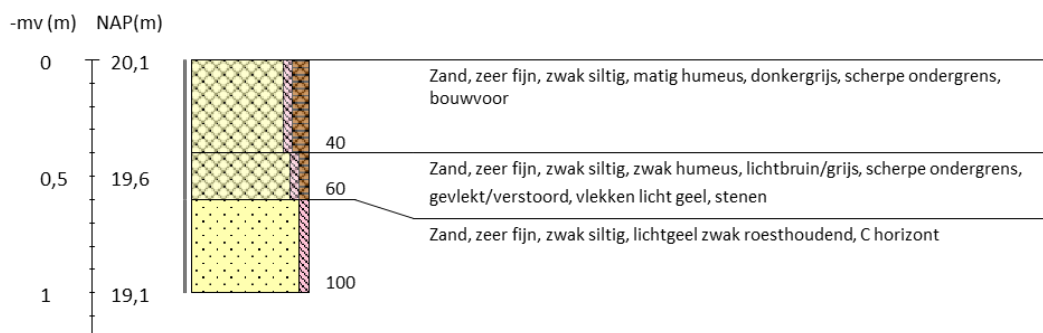 -mv (m) NAP(m)
0 20,1
Zand, zeer fijn, zwak siltig, matig humeus, donkergrijs, scherpe ondergrens,
bouwvoor
40
0,5 19,6
Zand, zeer fijn, zwak siltig, zwak humeus, lichtbruin/grijs, scherpe ondergrens,
gevlekt/verstoord, vlekken licht geel, stenen
60
Zand, zeer fijn, zwak siltig, lichtgeel zwak roesthoudend, C horizont
100
1 19,1